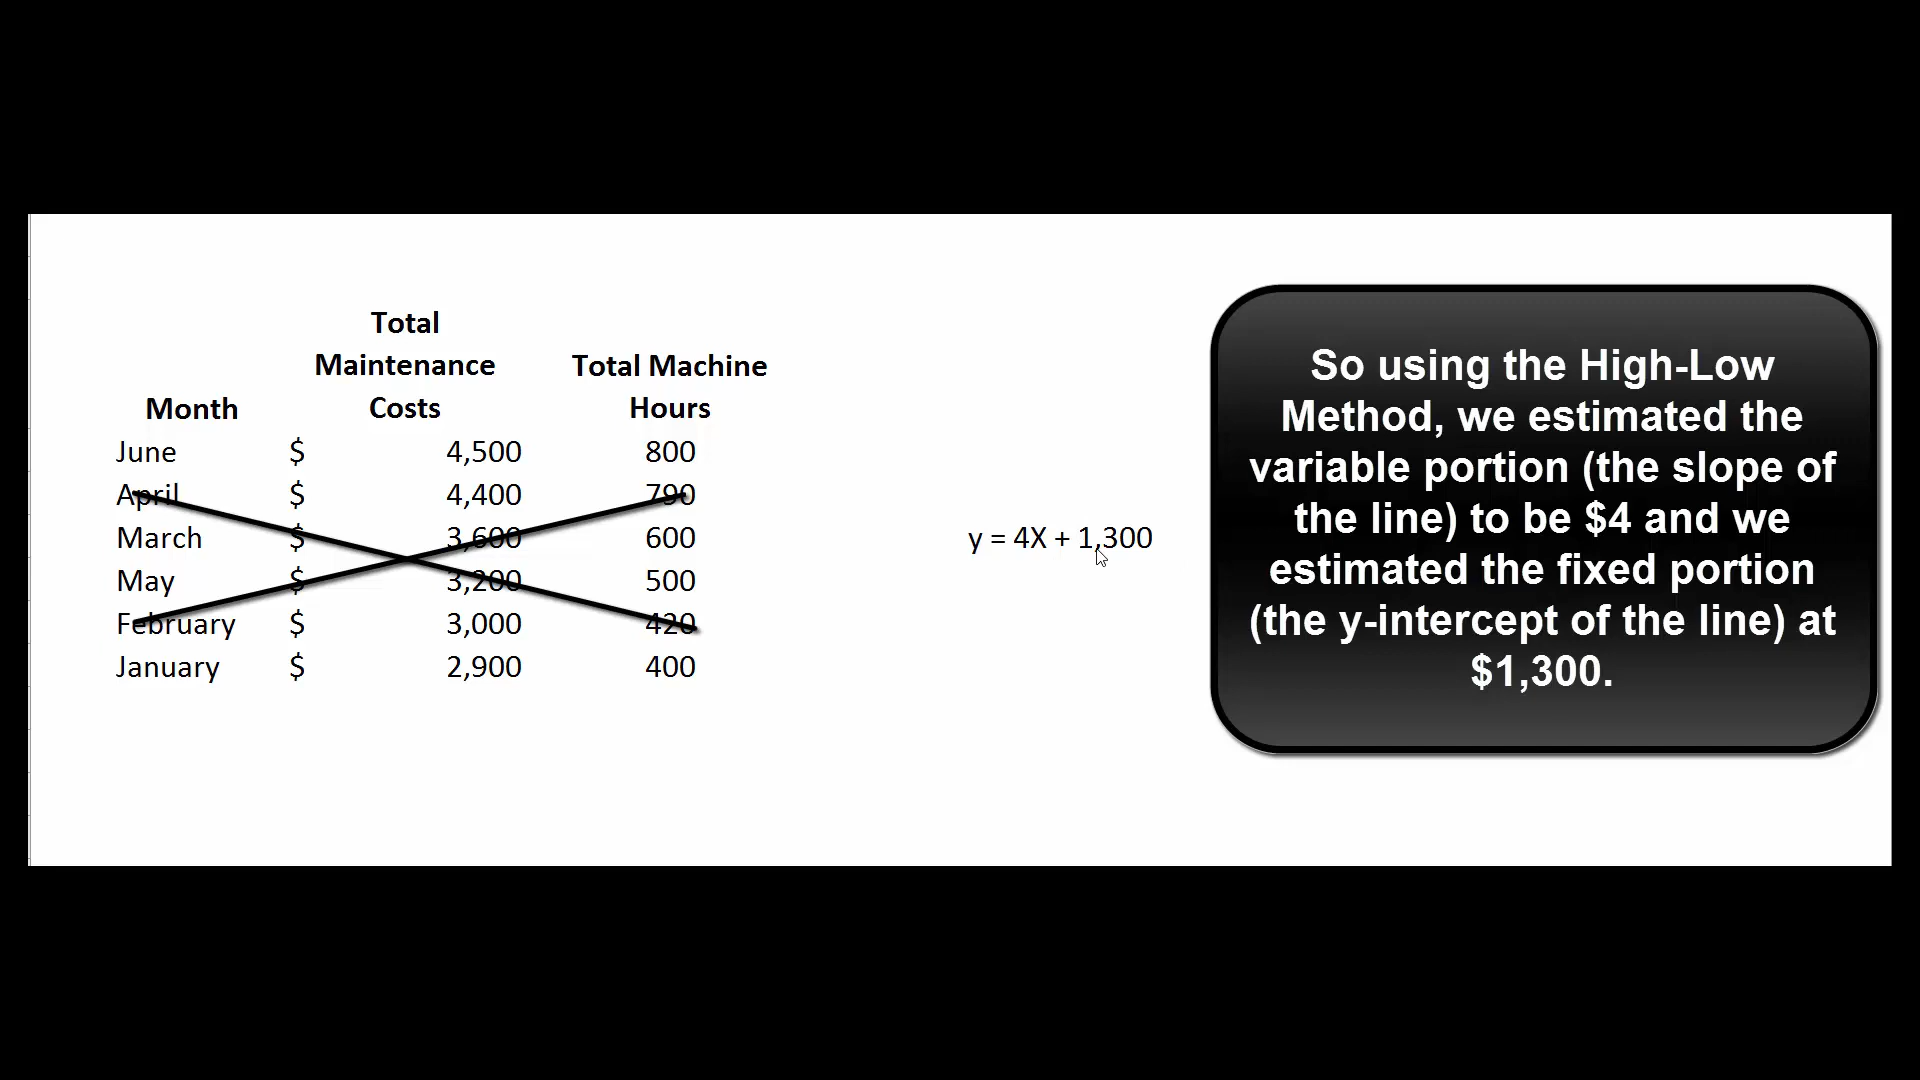 Total
Maintenance Total Machine
Month Costs Hours
June $ 4,500 800
April $ 4,400 790
March $ 3,600 600
May $ 3,200 500
February $ 3,000 420
January $ 2,900 400
y = 4X + 1,300
So using the High-Low
Method, we estimated the
variable portion (the slope of
the line) to be $4 and we
estimated the fixed portion
(the y-intercept of the line) at
$1,300.